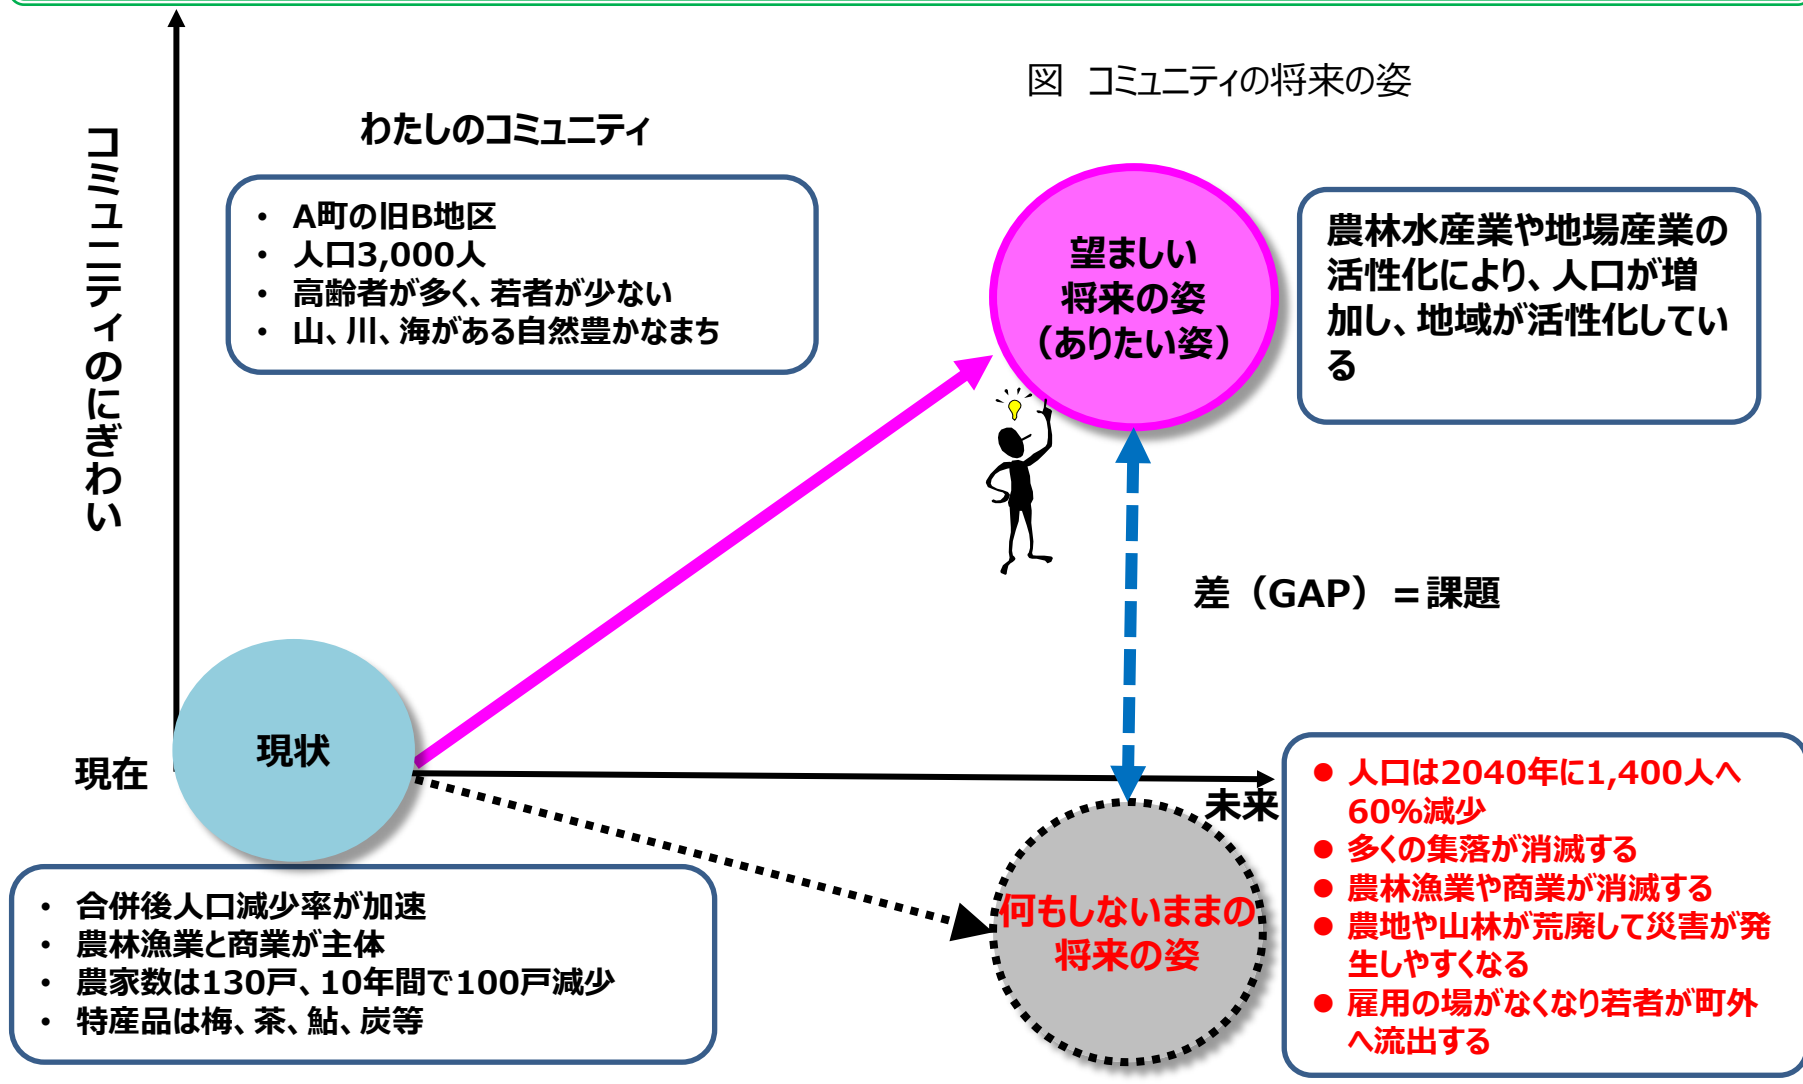 図 コミュニティの将来の姿
わたしのコミュニティ
コミュニティのにぎわい
・ A町の旧B地区
・ 人口3,000人
・ 高齢者が多く、若者が少ない
・ 山、川、海がある自然豊かなまち
望ましい
将来の姿
（ありたい姿）
農林水産業や地場産業の
活性化により、人口が増
加し、地域が活性化してい
る
差（GAP）＝課題
現在
現状
未来
・ 合併後人口減少率が加速
・ 農林漁業と商業が主体
・ 農家数は130戸、10年間で100戸減少
・ 特産品は梅、茶、鮎、炭等
何もしないままの
将来の姿
● 人口は2040年に1,400人へ
60%減少
● 多くの集落が消滅する
● 農林漁業や商業が消滅する
● 農地や山林が荒廃して災害が発
生しやすくなる
● 雇用の場がなくなり若者が町外
へ流出する